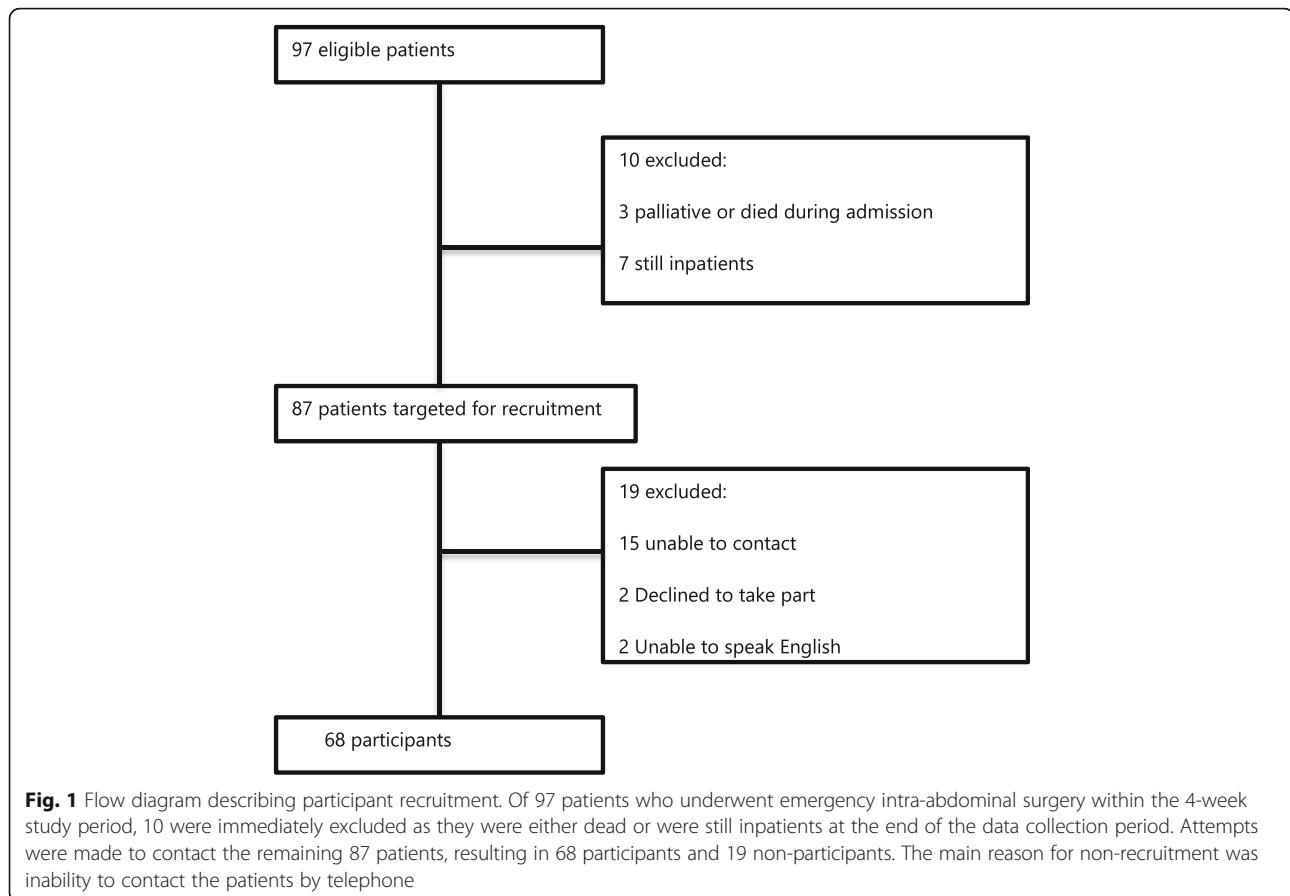 97 eligible patients
10 excluded:
3 palliative or died during admission
7 still inpatients
87 patients targeted for recruitment
19 excluded:
15 unable to contact
2 Declined to take part
2 Unable to speak English
68 participants
Fig. 1 Flow diagram describing participant recruitment. Of 97 patients who underwent emergency intra-abdominal surgery within the 4-week
study period, 10 were immediately excluded as they were either dead or were still inpatients at the end of the data collection period. Attempts
were made to contact the remaining 87 patients, resulting in 68 participants and 19 non-participants. The main reason for non-recruitment was
inability to contact the patients by telephone